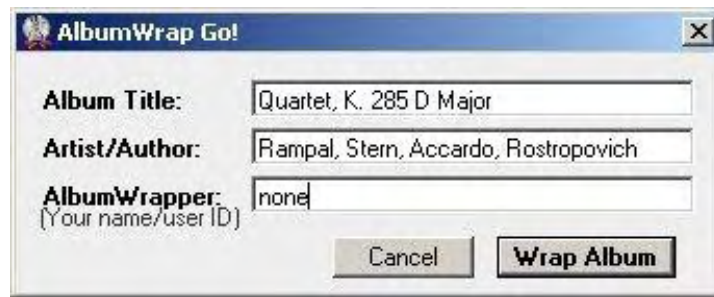 AlbumWrap Go!
Album Title: Quartet, K. 285 D Major
Artist/Author: Rampal, Stern, Accardo, Rostropovich
AlbumWrapper: none
(Your name/user ID)
Cancel Wrap Album